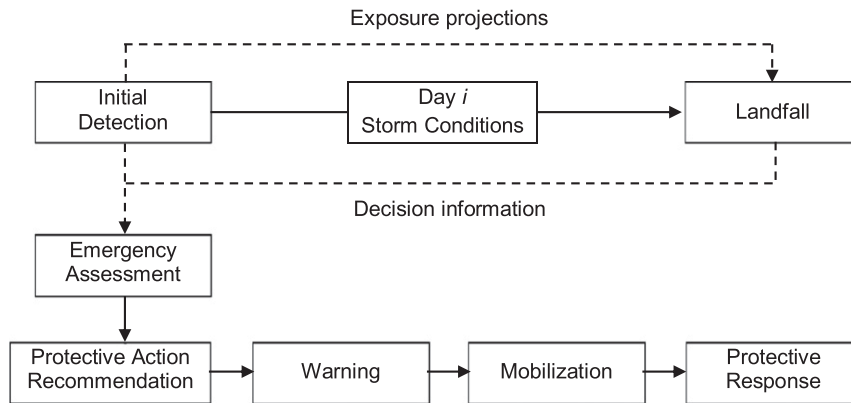 Exposure projections
Initial
Detection
Day i
Storm Conditions
Landfall
Decision information
Emergency
Assessment
Protective Action
Recommendation
Warning
Mobilization
Protective
Response